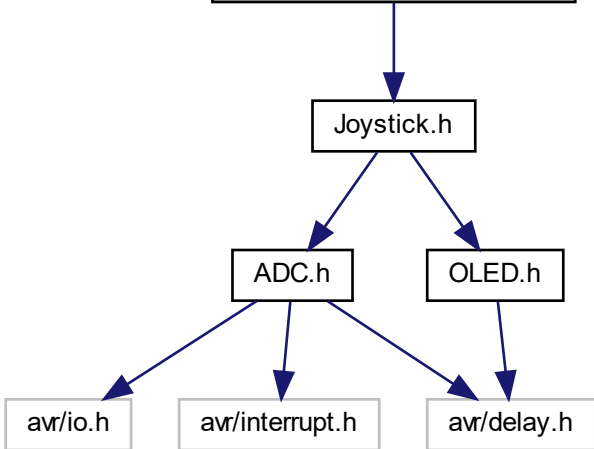 Joystick.h
ADC.h
OLED.h
avr/io.h
avr/interrupt.h
avr/delay.h